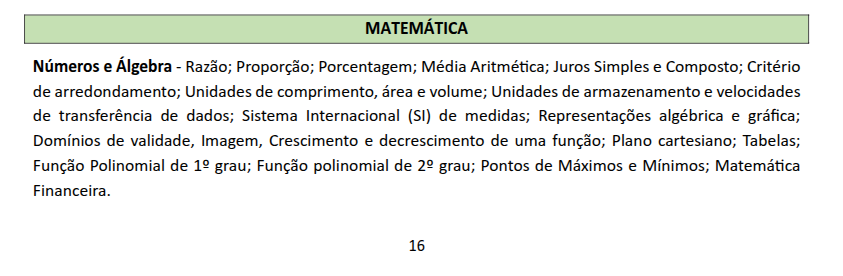 MATEMÁTICA
Números e Álgebra - Razão; Proporção; Porcentagem; Média Aritmética; Juros Simples e Composto; Critério
de arredondamento; Unidades de comprimento, área e volume; Unidades de armazenamento e velocidades
de transferência de dados; Sistema Internacional (SI) de medidas; Representações algébrica e gráfica;
Domínios de validade, Imagem, Crescimento e decrescimento de uma função; Plano cartesiano; Tabelas;
Função Polinomial de 1º grau; Função polinomial de 2º grau; Pontos de Máximos e Mínimos; Matemática
Financeira.
16